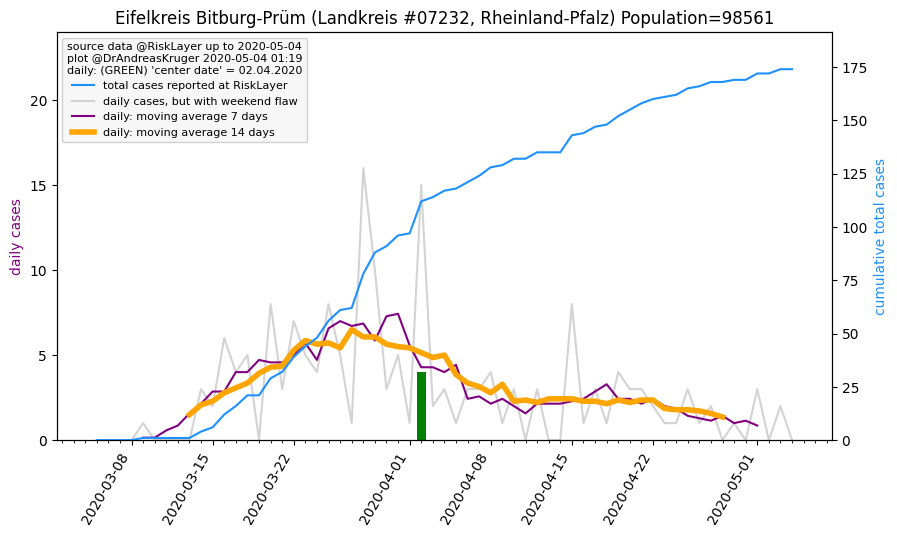 Eifelkreis Bitburg-Prüm (Landkreis #07232, Rheinland-Pfalz) Population=98561
source data @RiskLayer up to 2020-05-04
plot @DrAndreasKruger 2020-05-04 01:19
daily: (GREEN) 'center date' = 02.04.2020
total cases reported at RiskLayer
daily cases, but with weekend flaw
daily: moving average 7 days
daily: moving average 14 days
daily cases
20
15
10
5
0
cumulative total cases
175
150
125
100
75
50
25
0
2020-03-08
2020-03-15
2020-03-22
2020-04-01
2020-04-08
2020-04-15
2020-04-22
2020-05-01